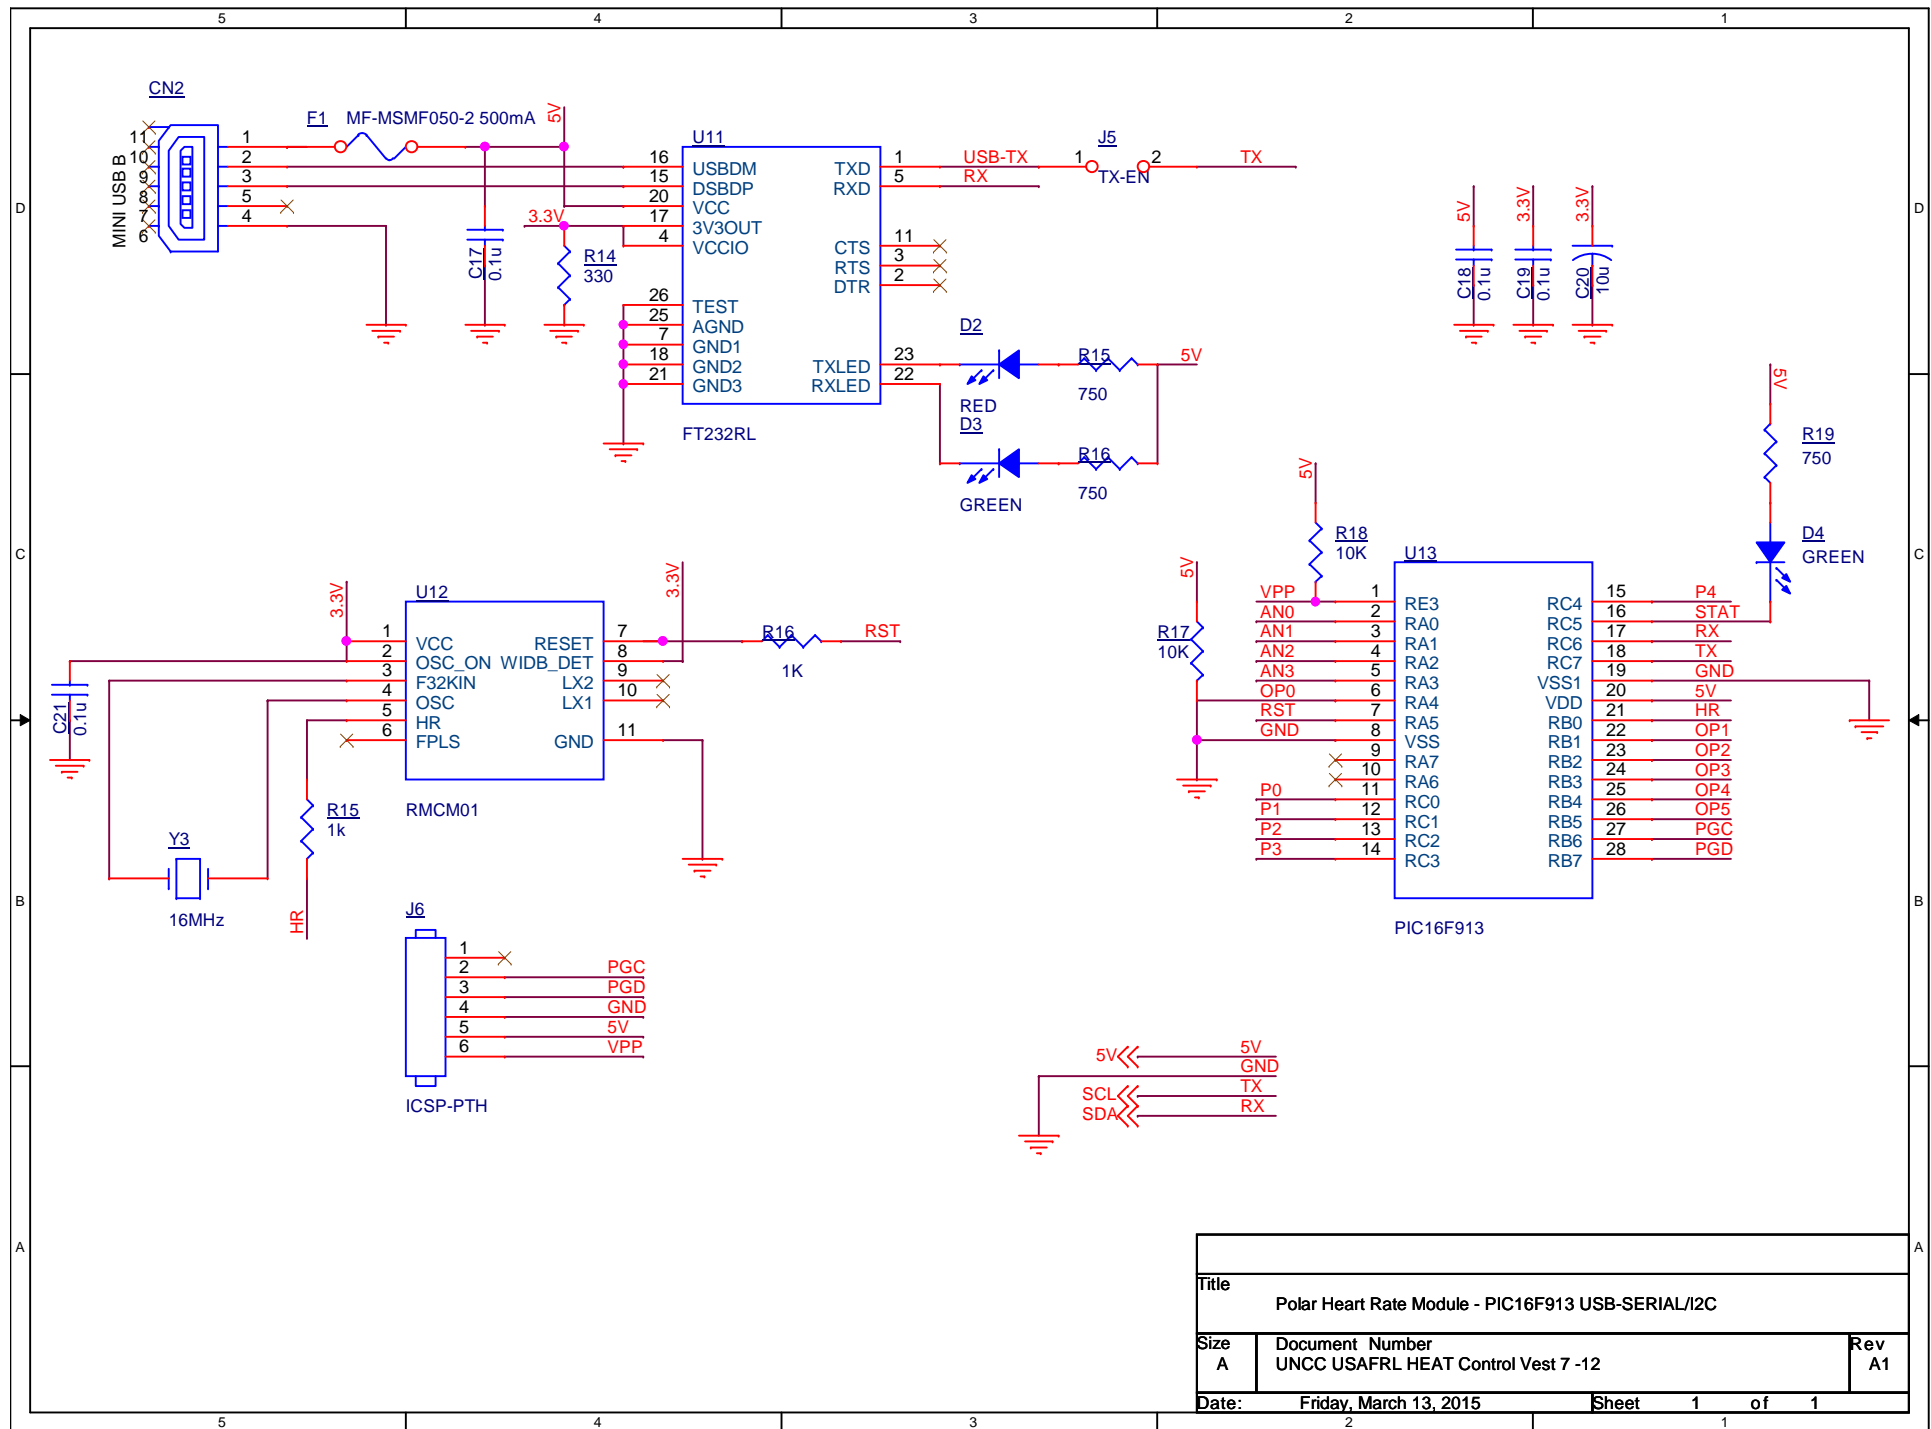 5 4 3 2 1
D D
C C
B B
A A
CN2
MINI USB B
11
10
9
8
7
6
1
2
3
5
4
F1 MF-MSMF050-2 500mA
5V
C17
0.1u
3.3V
R14
330
U11
16 USBDM
15 DSBDP
20 VCC
17 3V3OUT
4 VCCIO
26 TEST
25 AGND
7 GND1
18 GND2
21 GND3
TXD 1 USB-TX
RXD 5 RX
CTS 11
RTS 3
DTR 2
TXLED 23
RXLED 22
FT232RL
J5
1 2 TX
TX-EN
D2
RED
R15
750
5V
D3
GREEN
R16
750
5V
C18
0.1u
3.3V
C19
0.1u
3.3V
C20
10u
5V
R19
750
D4
GREEN
3.3V
C21
0.1u
U12
1 VCC
2 OSC_ON
3 F32KIN
4 OSC
5 HR
6 FPLS
RESET 7
WIDB_DET 8
LX2 9
LX1 10
GND 11
RMCM01
3.3V
R16
1K
RST
R15
1k
HR
Y3
16MHz
5V
R18
10K
5V
R17
10K
U13
VPP 1 RE3
AN0 2 RA0
AN1 3 RA1
AN2 4 RA2
AN3 5 RA3
OP0 6 RA4
RST 7 RA5
GND 8 VSS
9 RA7
10 RA6
P0 11 RC0
P1 12 RC1
P2 13 RC2
P3 14 RC3
RC4 15 P4
RC5 16 STAT
RC6 17 RX
RC7 18 TX
VSS1 19 GND
VDD 20 5V
RB0 21 HR
RB1 22 OP1
RB2 23 OP2
RB3 24 OP3
RB4 25 OP4
RB5 26 OP5
RB6 27 PGC
RB7 28 PGD
PIC16F913
J6
1
2 PGC
3 PGD
4 GND
5 5V
6 VPP
ICSP-PTH
5V 5V
GND
SCL TX
SDA RX
Title
Polar Heart Rate Module - PIC16F913 USB-SERIAL/I2C
Size Document Number Rev
A UNCC USAFRL HEAT Control Vest 7 -12 A1
Date: Friday, March 13, 2015 Sheet 1 of 1
5 4 3 2 1